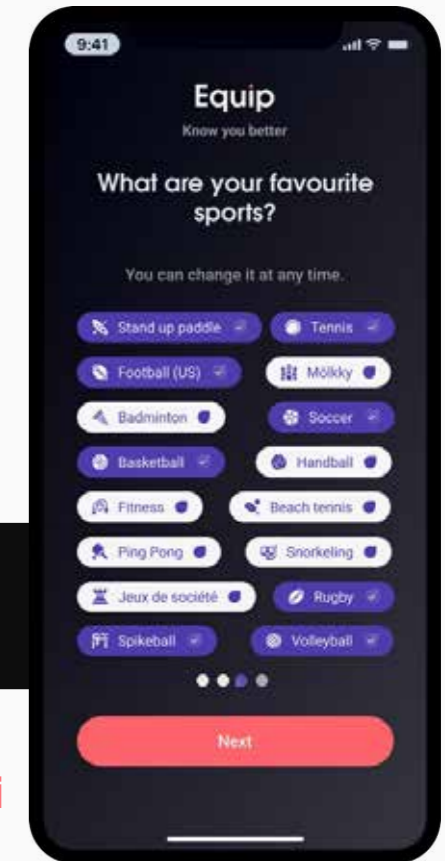 9:41
Equip
Know you better
What are your favourite
sports?
You can change it at any time.
Stand up paddle Tennis
Football (US) Mölkky
Badminton Soccer
Basketball Handball
Fitness Beach tennis
Ping Pong Snorkeling
Jeux de société Rugby
Spikeball Volleyball
Next
i